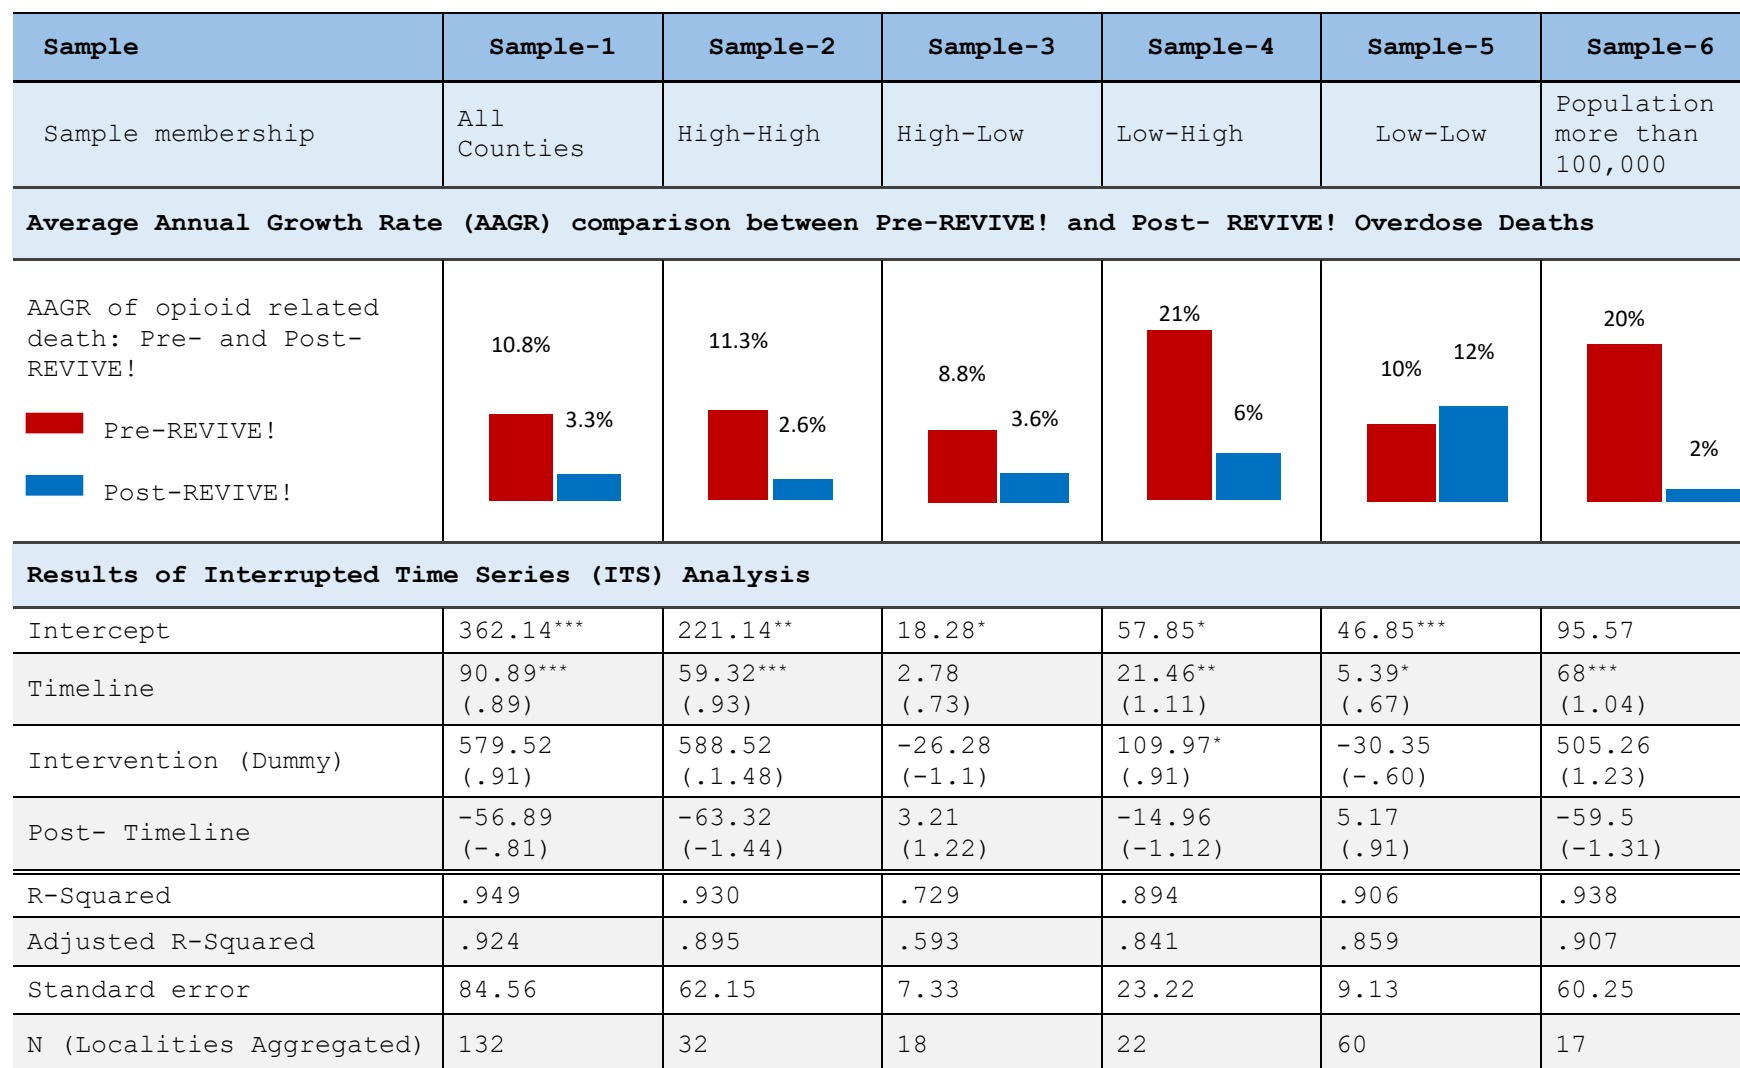 Sample Sample-1 Sample-2 Sample-3 Sample-4 Sample-5 Sample-6
Sample membership All Counties High-High High-Low Low-High Low-Low Population more than 100,000
Average Annual Growth Rate (AAGR) comparison between Pre-REVIVE! and Post- REVIVE! Overdose Deaths
AAGR of opioid related
death: Pre- and Post-
REVIVE!
Pre-REVIVE!
Post-REVIVE!
10.8% 3.3%
11.3% 2.6%
8.8% 3.6%
21% 6%
10% 12%
20% 2%
Results of Interrupted Time Series (ITS) Analysis
Intercept 362.14*** 221.14** 18.28* 57.85* 46.85*** 95.57
Timeline 90.89*** 59.32*** 2.78 21.46** 5.39* 68***
(.89) (.93) (.73) (1.11) (.67) (1.04)
Intervention (Dummy) 579.52 588.52 -26.28 109.97* -30.35 505.26
(.91) (.1.48) (-1.1) (.91) (-.60) (1.23)
Post- Timeline -56.89 -63.32 3.21 -14.96 5.17 -59.5
(-.81) (-1.44) (1.22) (-1.12) (.91) (-1.31)
R-Squared .949 .930 .729 .894 .906 .938
Adjusted R-Squared .924 .895 .593 .841 .859 .907
Standard error 84.56 62.15 7.33 23.22 9.13 60.25
N (Localities Aggregated) 132 32 18 22 60 17